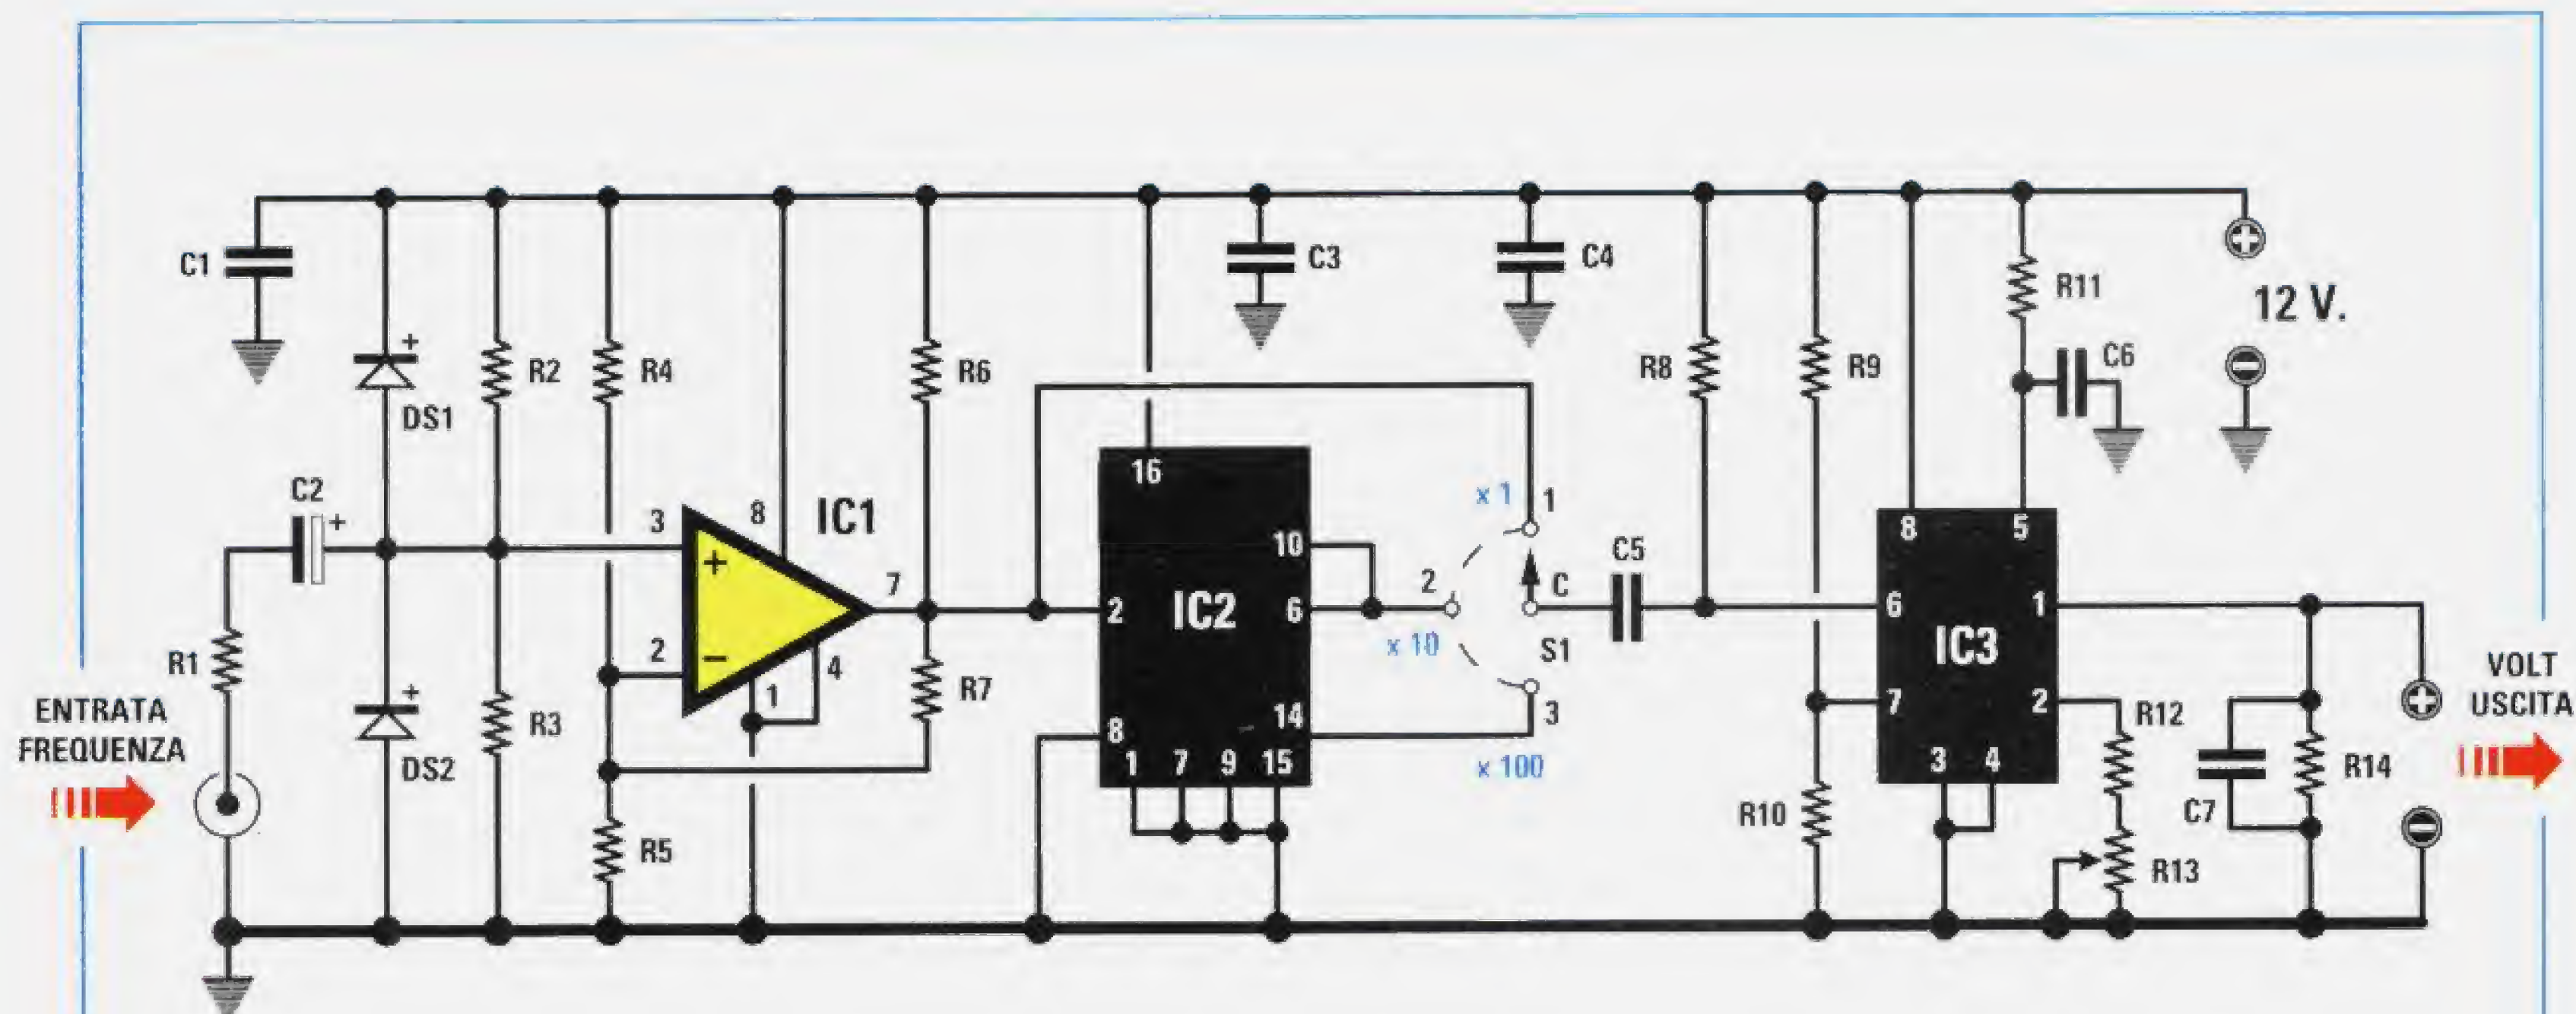 C1
C3
C4
12 V.
R11
C6
DS1
R2
R4
R6
R8
R9
C2
+
+
3
8
IC1
7
2
4
1
16
10
6
2
IC2
8
14
1 7 9 15
x 1
1
2
x 10
C
S1
3
x 100
C5
8 5
6
1
IC3
7
2
3 4
R1
ENTRATA
FREQUENZA
+
DS2
R3
R5
R7
R10
R12
R13
C7
R14
VOLT
USCITA